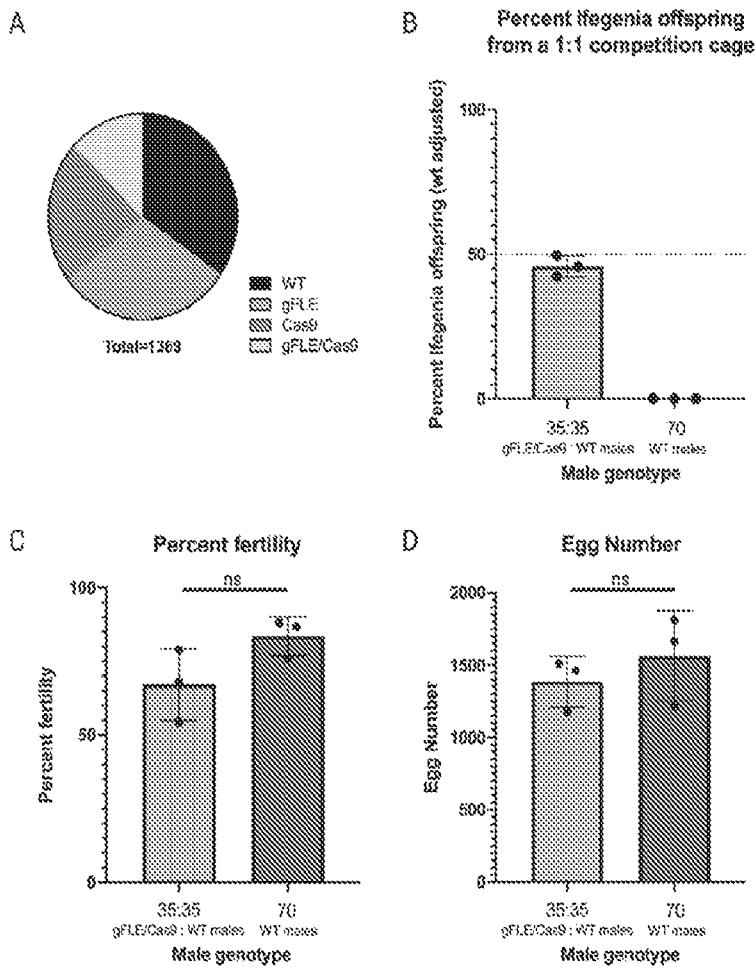 A
WT
gFLE
Cas9
gFLE/Cas9
Total=1369
B
Percent Ifegenia offspring
from a 1:1 competition cage
Percent Ifegenia offspring (wt adjusted)
100
50
0
35:35
70
gFLE/Cas9 : WT males
WT males
Male genotype
C
Percent fertility
ns
Percent fertility
100
50
0
35:35
70
gFLE/Cas9 : WT males
WT males
Male genotype
D
Egg Number
ns
Egg Number
2000
1500
1000
500
0
35:35
70
gFLE/Cas9 : WT males
WT males
Male genotype